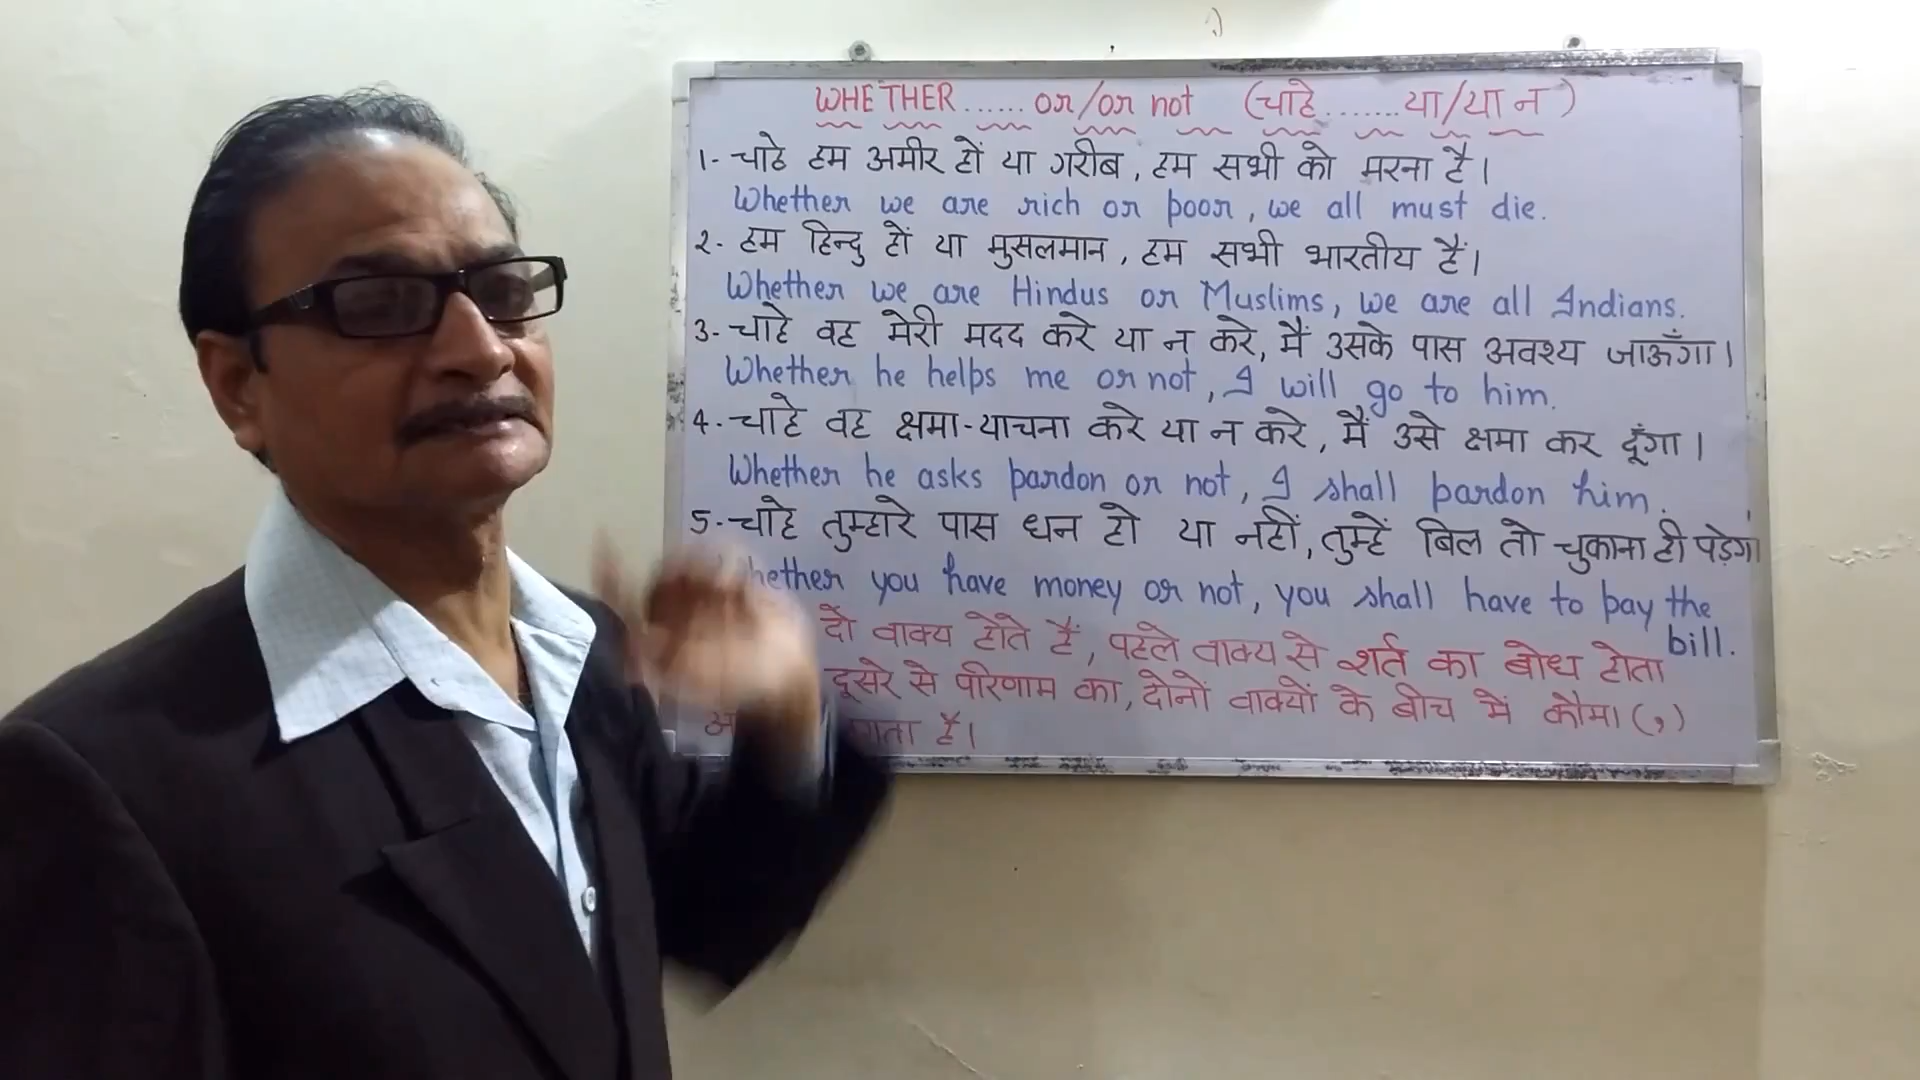 WHETHER ...... or/or not (चाहे ....... या/या न)
1- चाहे हम अमीर हों या गरीब, हम सभी को मरना है।
Whether we are rich or poor, we all must die.
२- हम हिन्दु हों या मुसलमान, हम सभी भारतीय हैं।
Whether we are Hindus or Muslims, we are all Indians.
3- चाहे वह मेरी मदद करे या न करे, मैं उसके पास अवश्य जाऊँगा।
Whether he helps me or not, I will go to him.
4- चाहे वह क्षमा-याचना करे या न करे, मैं उसे क्षमा कर दूँगा।
Whether he asks pardon or not, I shall pardon him.
5- चाहे तुम्हारे पास धन हो या नहीं, तुम्हें बिल तो चुकाना ही पड़ेगा
Whether you have money or not, you shall have to pay the
bill.
दो वाक्य होते हैं, पहले वाक्य से शर्त का बोध होता
दूसरे से परिणाम का, दोनों वाक्यों के बीच में कौमा (,)
है।